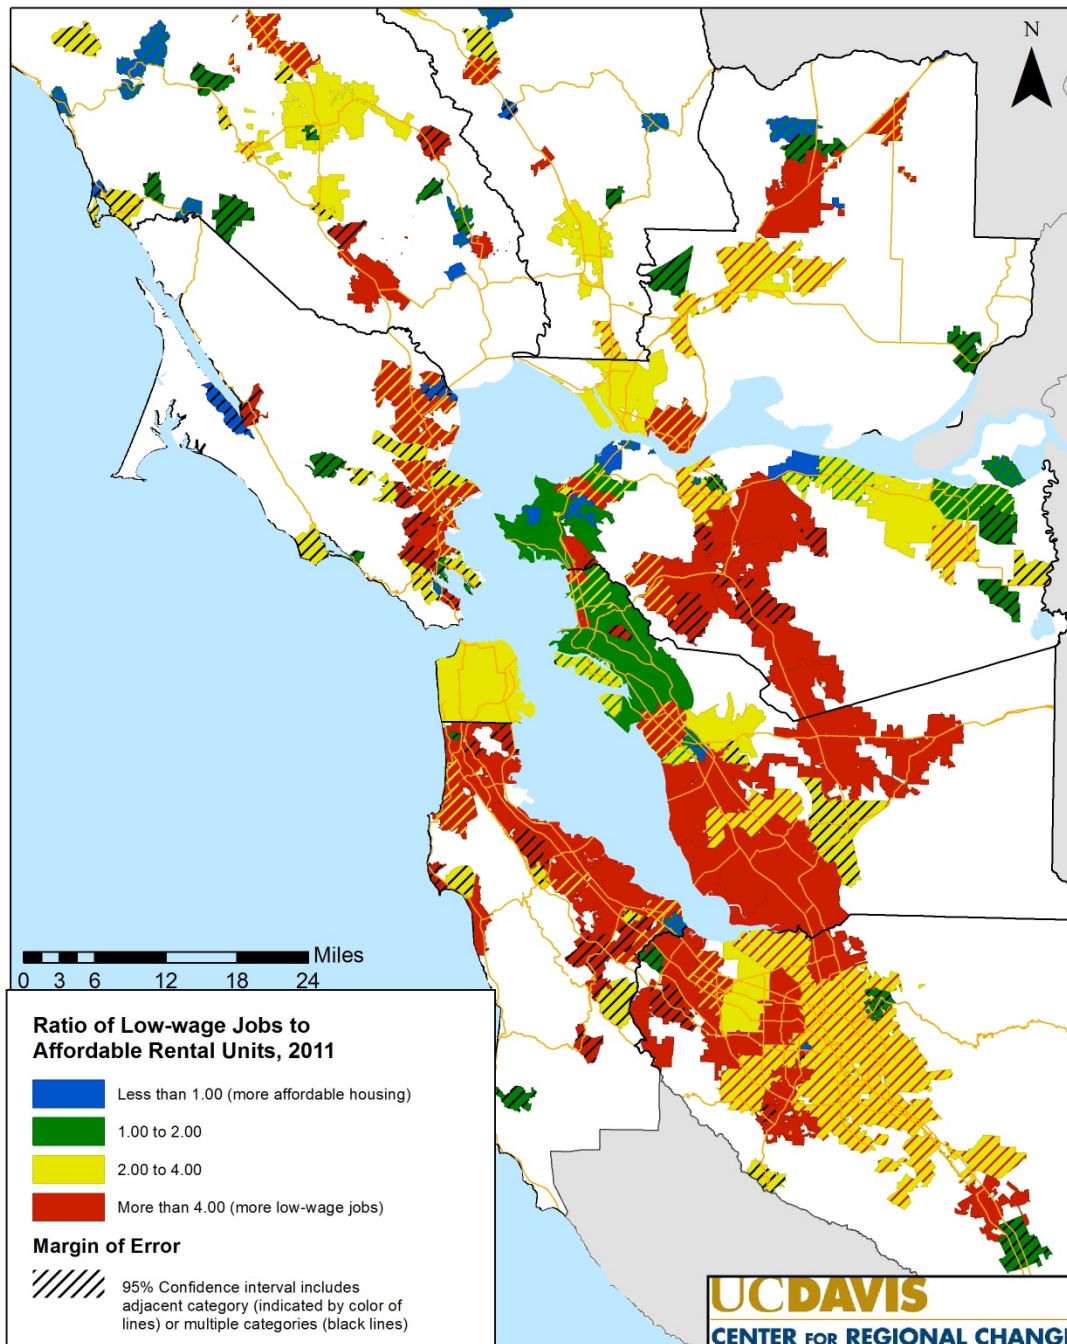 N
Miles
0 3 6 12 18 24
Ratio of Low-wage Jobs to
Affordable Rental Units, 2011
Less than 1.00 (more affordable housing)
1.00 to 2.00
2.00 to 4.00
More than 4.00 (more low-wage jobs)
Margin of Error
95% Confidence interval includes
adjacent category (indicated by color of
lines) or multiple categories (black lines)
UCDAVIS
CENTER FOR REGIONAL CHANGE